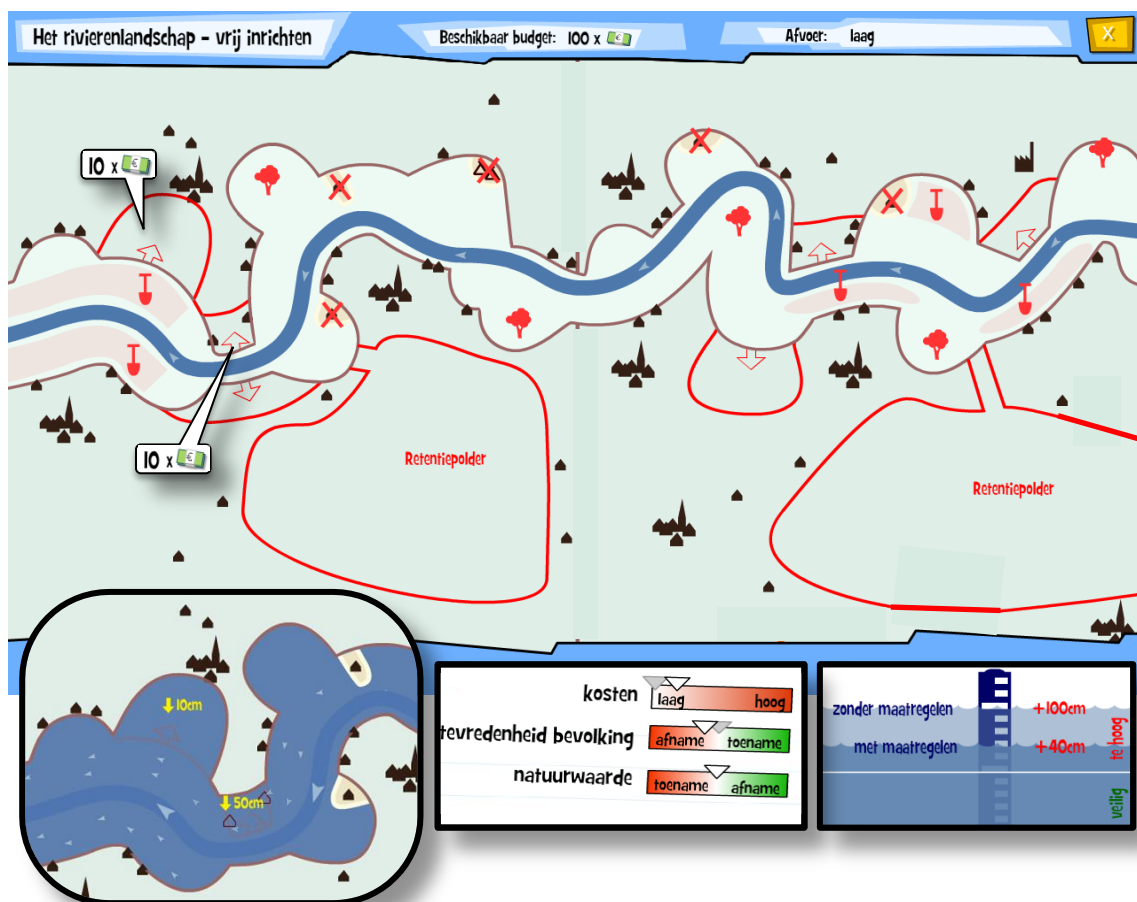 Het rivierenlandschap - vrij inrichten
Beschikbaar budget: 100 x €
Afvoer: laag
X
10 x €
10 x €
Retentiepolder
Retentiepolder
10cm
50cm
kosten
laag
hoog
tevredenheid bevolking
afname
toename
natuurwaarde
toename
afname
zonder maatregelen
+100cm
met maatregelen
+40cm
te hoog
veilig